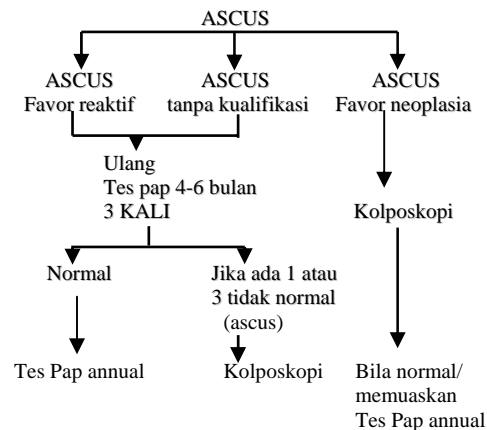 ASCUS
ASCUS
Favor reaktif
ASCUS
tanpa kualifikasi
ASCUS
Favor neoplasia
Ulang
Tes pap 4-6 bulan
3 KALI
Kolposkopi
Normal
Jika ada 1 atau
3 tidak normal
(ascus)
Tes Pap annual
Kolposkopi
Bila normal/
memuaskan
Tes Pap annual